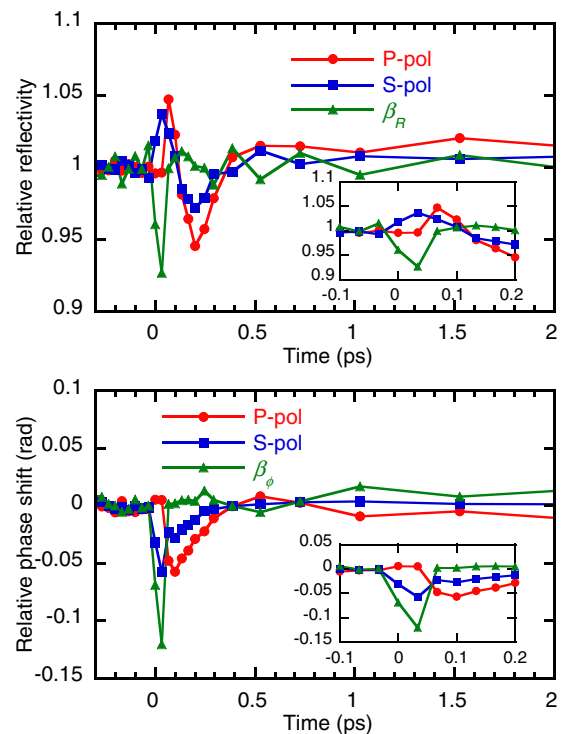 1.1
1.05
1
0.95
0.9
Relative reflectivity
P-pol
S-pol
β_R
1.1
1.05
1
0.95
0.9
-0.1 0 0.1 0.2
0 0.5 1 1.5 2
Time (ps)
0.1
0.05
0
-0.05
-0.1
-0.15
Relative phase shift (rad)
P-pol
S-pol
β_ϕ
0.05
0
-0.05
-0.1
-0.15
-0.1 0 0.1 0.2
0 0.5 1 1.5 2
Time (ps)